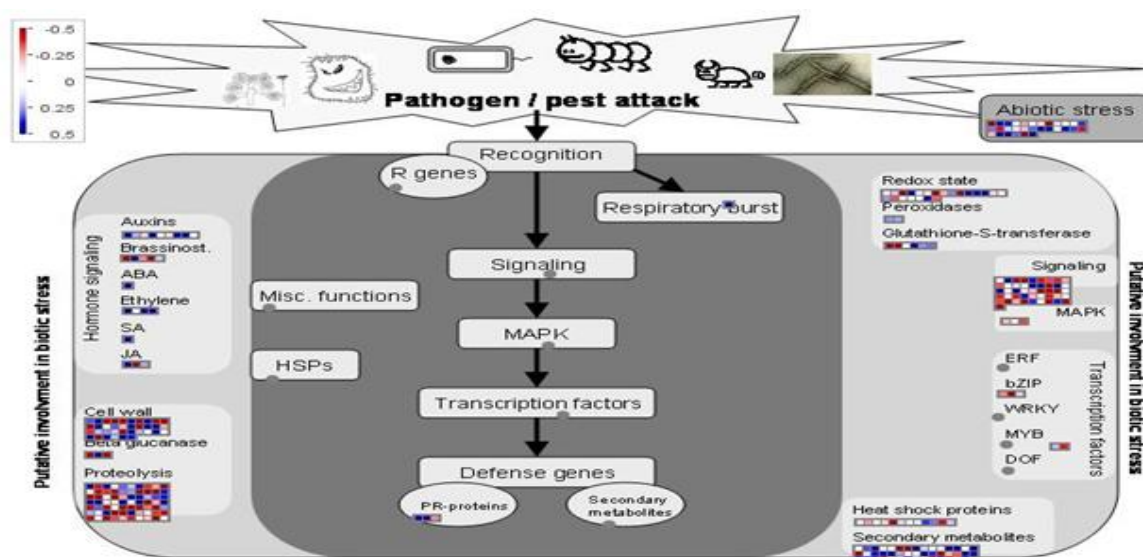 -0.5
-0.25
0
0.25
0.5
Pathogen / pest attack
Abiotic stress
Recognition
R genes
Respiratory burst
Redox state
Peroxidases
Glutathione-S-transferase
Hormone signaling
Auxins
Brassinost.
ABA
Ethylene
SA
JA
Signaling
Misc. functions
MAPK
HSPs
Transcription factors
Defense genes
PR-proteins
Secondary metabolites
Cell wall
Beta glucanase
Proteolysis
Putative involvment in biotic stress
Signaling
MAPK
ERF
bZIP
WRKY
MYB
DOF
Transcription factors
Heat shock proteins
Secondary metabolites
Putative involvment in biotic stress